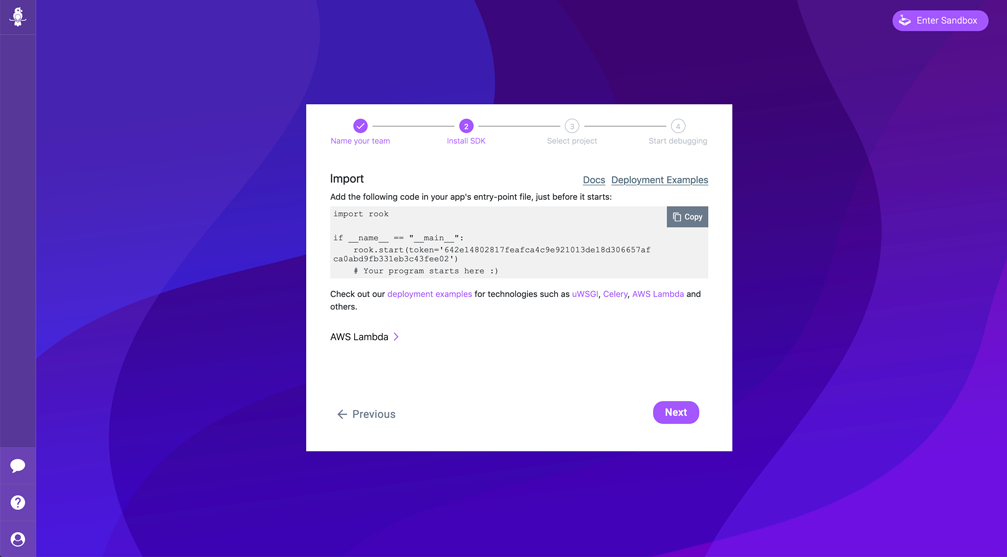 Enter Sandbox
2 3 4
Name your team Install SDK Select project Start debugging
Import Docs Deployment Examples
Add the following code in your app's entry-point file, just before it starts:
import rook
Copy
if __name__ == "__main__":
rook.start(token='642e14802817feafca4c9e921013de18d306657af
ca0abd9fb331eb3c43fee02')
# Your program starts here :)
Check out our deployment examples for technologies such as uWSGI, Celery, AWS Lambda and
others.
AWS Lambda
Previous
Next